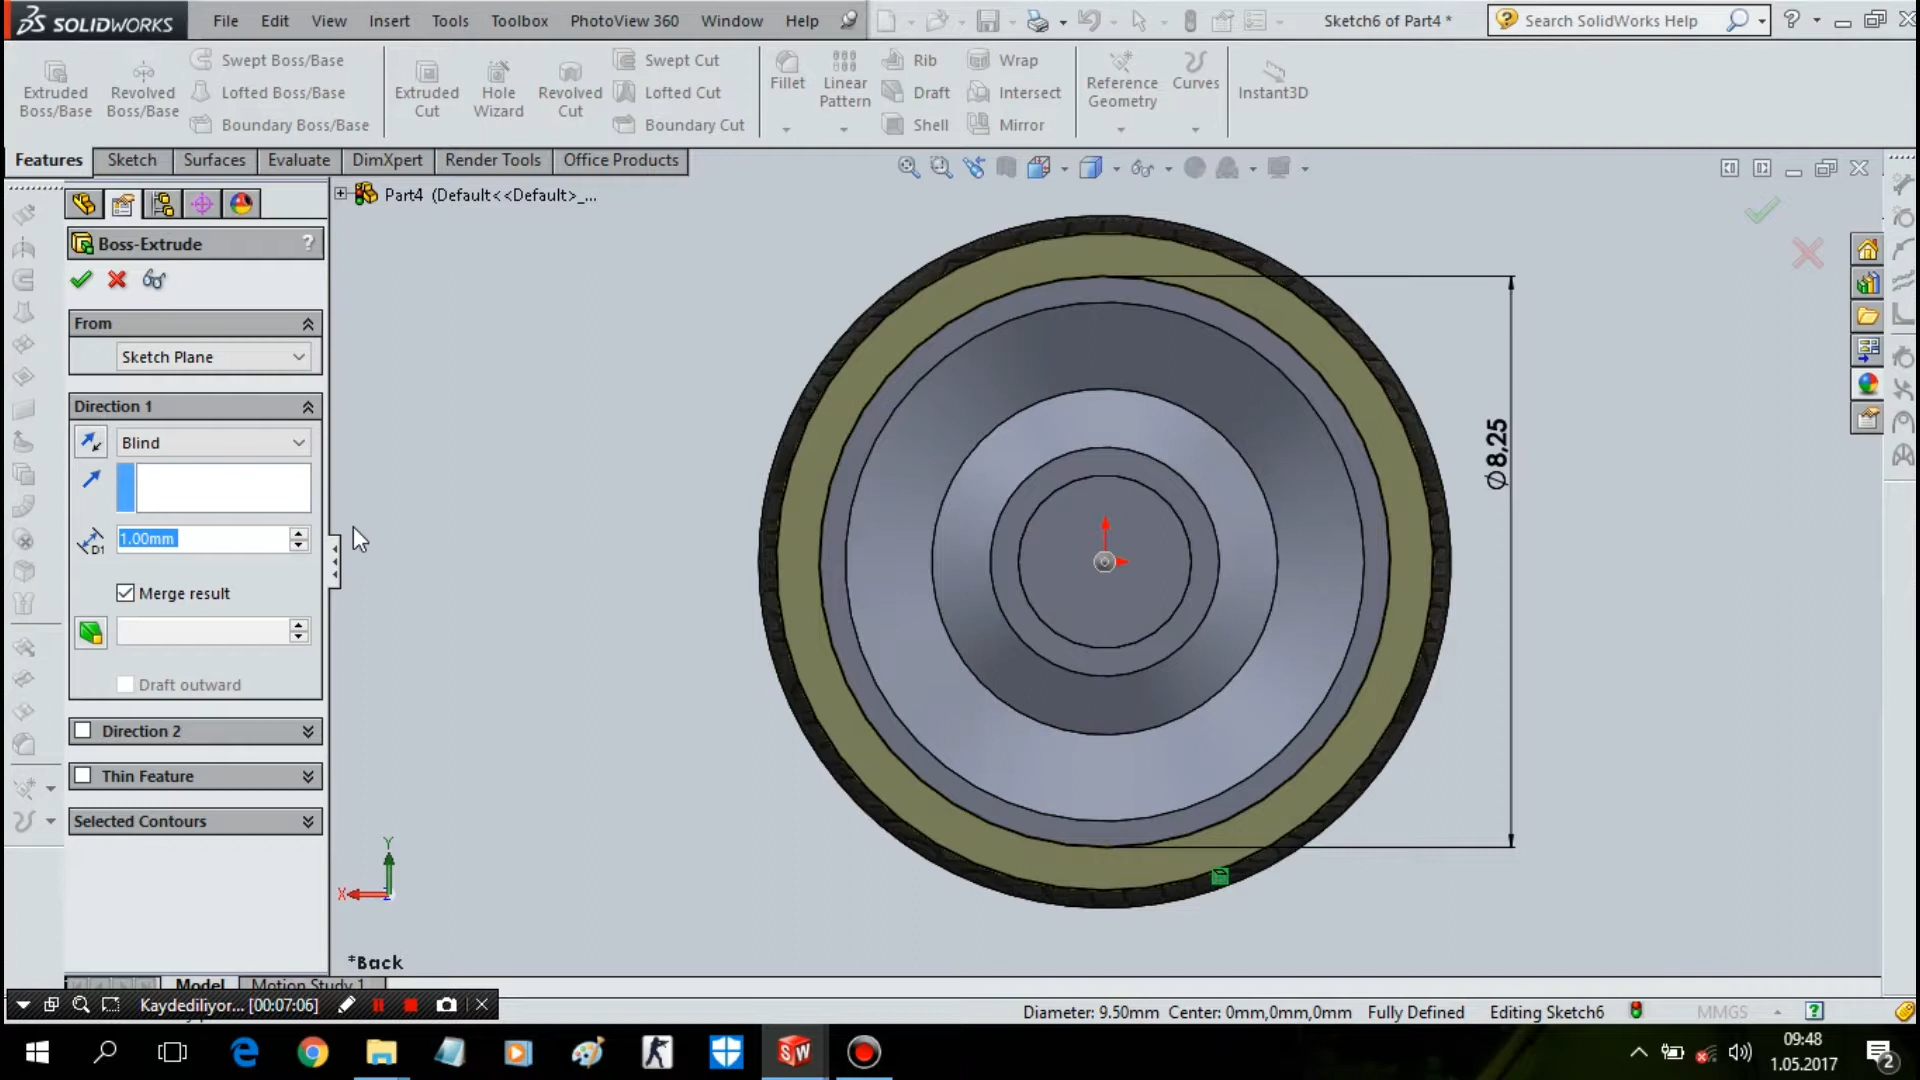 SOLIDWORKS File Edit View Insert Tools Toolbox PhotoView 360 Window Help Sketch6 of Part4 * Search SolidWorks Help
Extruded Boss/Base
Revolved Boss/Base
Swept Boss/Base
Lofted Boss/Base
Boundary Boss/Base
Extruded Cut
Hole Wizard
Revolved Cut
Swept Cut
Lofted Cut
Boundary Cut
Fillet
Linear Pattern
Rib
Draft
Shell
Wrap
Intersect
Mirror
Reference Geometry
Curves
Instant3D
Features Sketch Surfaces Evaluate DimXpert Render Tools Office Products
Part4 (Default<<Default>_...
Boss-Extrude ?
From
Sketch Plane
Direction 1
Blind
D1 1.00mm
Merge result
Draft outward
Direction 2
Thin Feature
Selected Contours
Ø8,25
Y
X
Z
*Back
Model Motion Study 1
Kaydediliyor... [00:07:06]
Diameter: 9.50mm Center: 0mm,0mm,0mm Fully Defined Editing Sketch6 MMGS
SW
09:48
1.05.2017
2